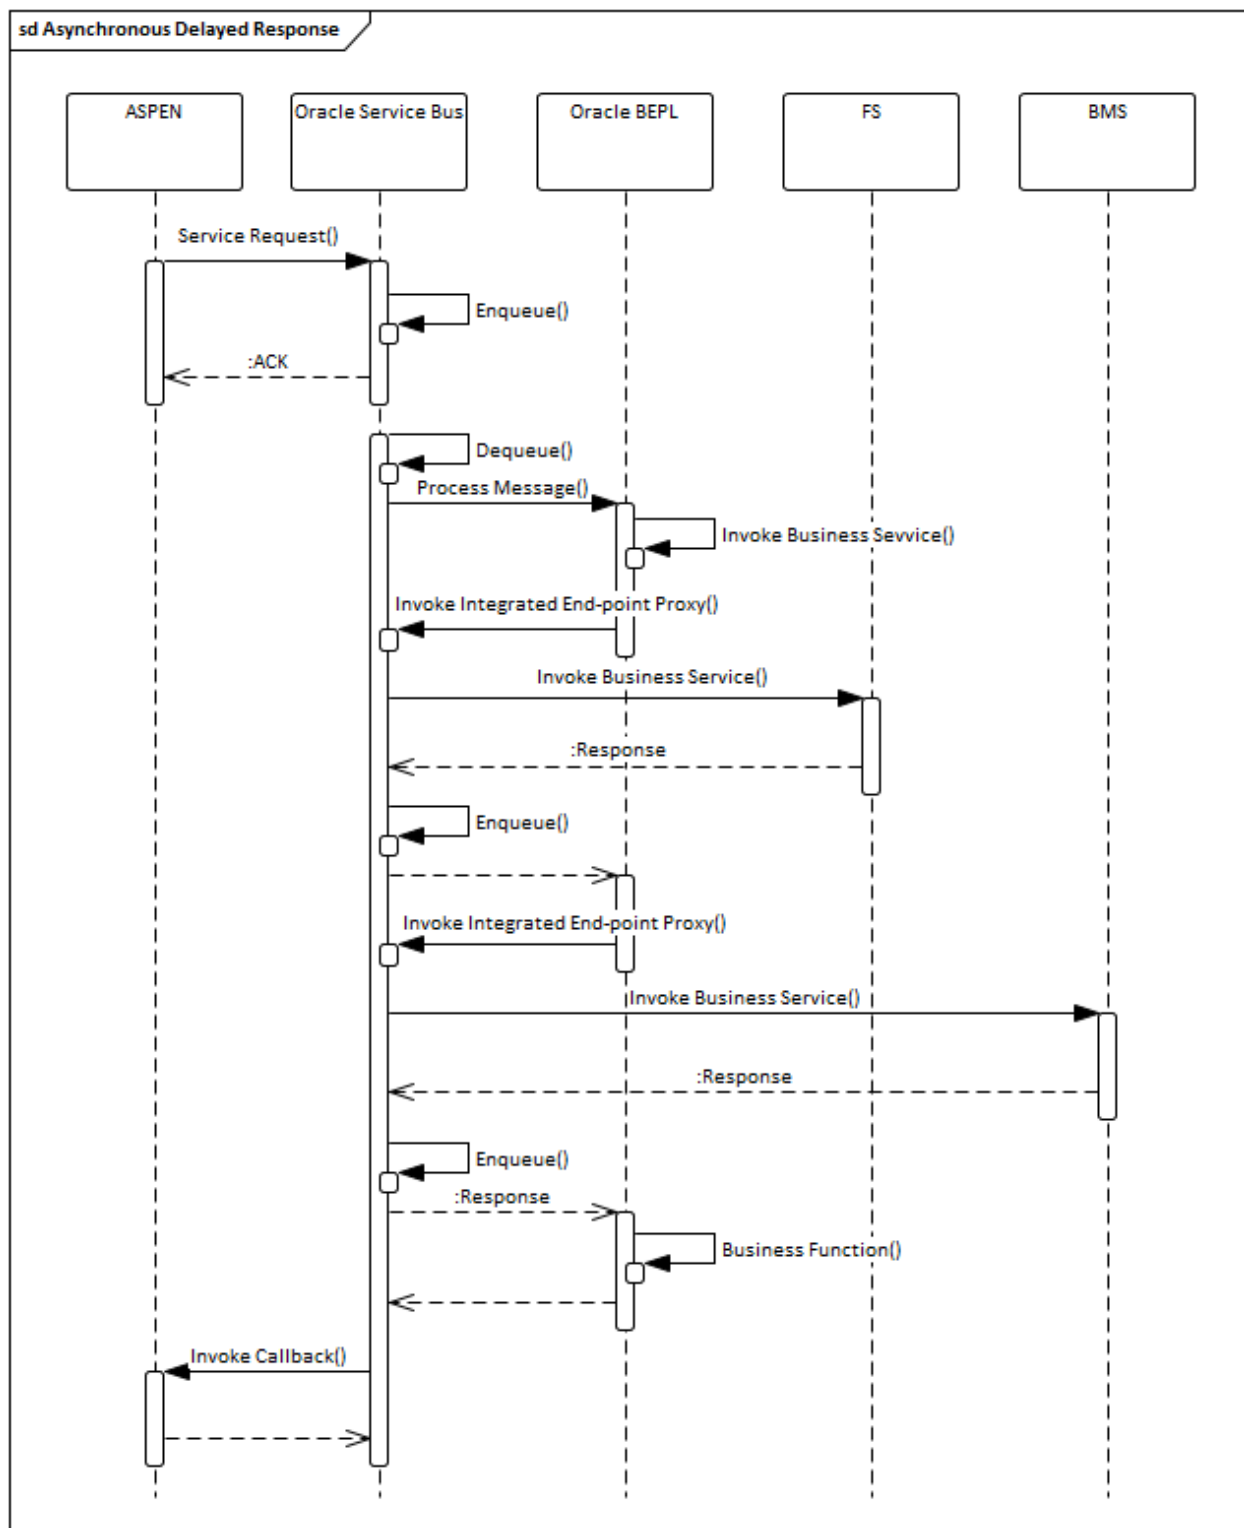 sd Asynchronous Delayed Response
ASPEN
Oracle Service Bus
Oracle BEPL
FS
BMS
Service Request()
Enqueue()
:ACK
Dequeue()
Process Message()
Invoke Business Sevvice()
Invoke Integrated End-point Proxy()
Invoke Business Service()
:Response
Enqueue()
Invoke Integrated End-point Proxy()
Invoke Business Service()
:Response
Enqueue()
:Response
Business Function()
Invoke Callback()